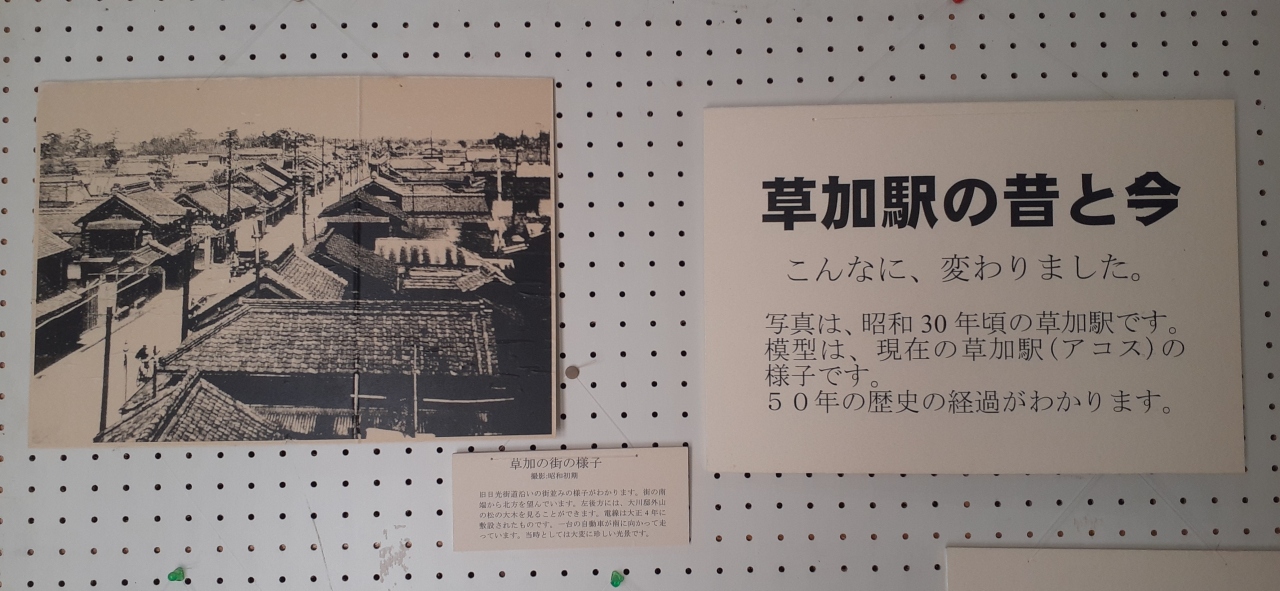 草加駅の昔と今
こんなに、変わりました。
写真は、昭和30年頃の草加駅です。
模型は、現在の草加駅(アコス)の
様子です。
50年の歴史の経過がわかります。
草加の街の様子
撮影:昭和初期
旧日光街道沿いの街並みの様子がわかります。街の南
端から北方を望んでいます。左後方には、大川屋外山
の松の大木を見ることができます。電線は大正4年に
敷設されたものです。一台の自動車が南に向かって走
っています。当時としては大変に珍しい光景です。